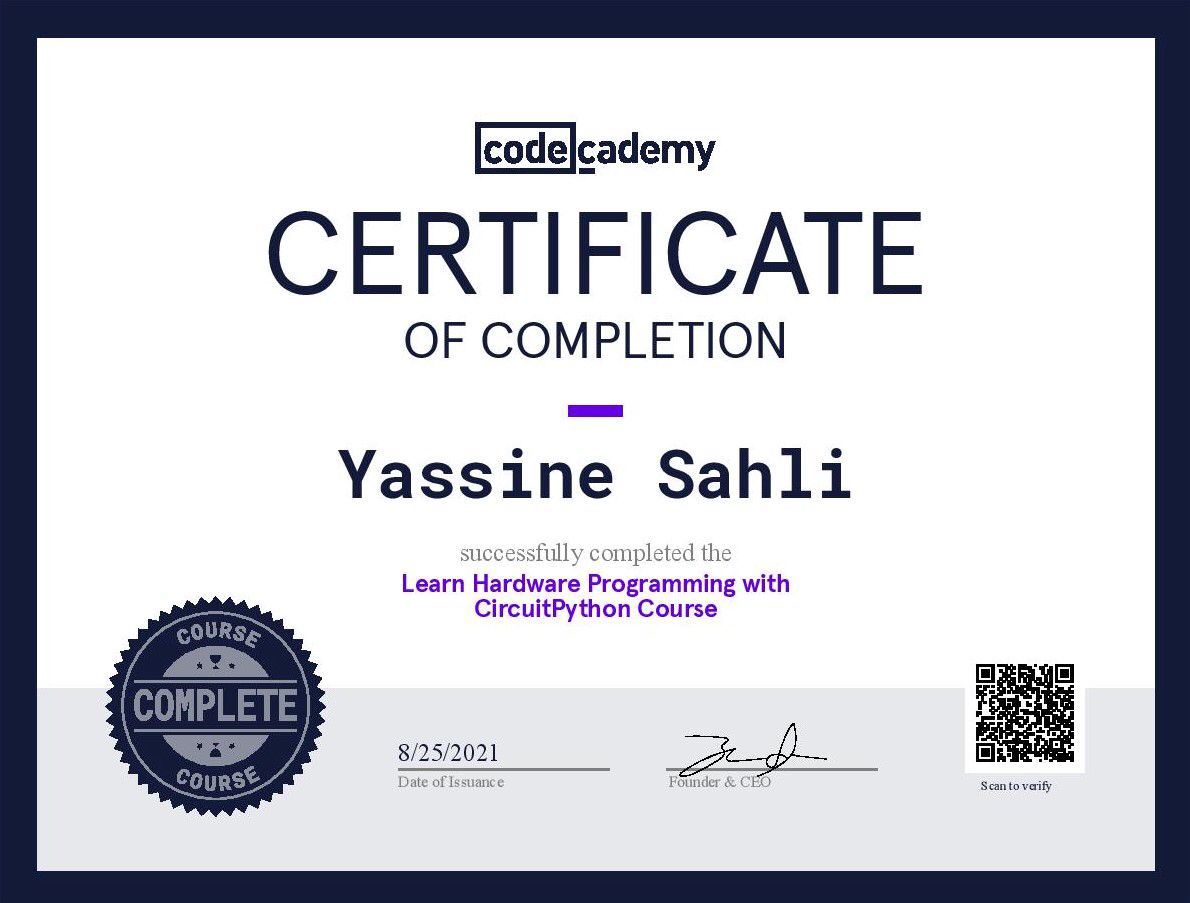 codecademy
CERTIFICATE
OF COMPLETION
Yassine Sahli
successfully completed the
Learn Hardware Programming with
CircuitPython Course
COURSE
COMPLETE
COURSE
8/25/2021
Date of Issuance
Founder & CEO
Scan to verify